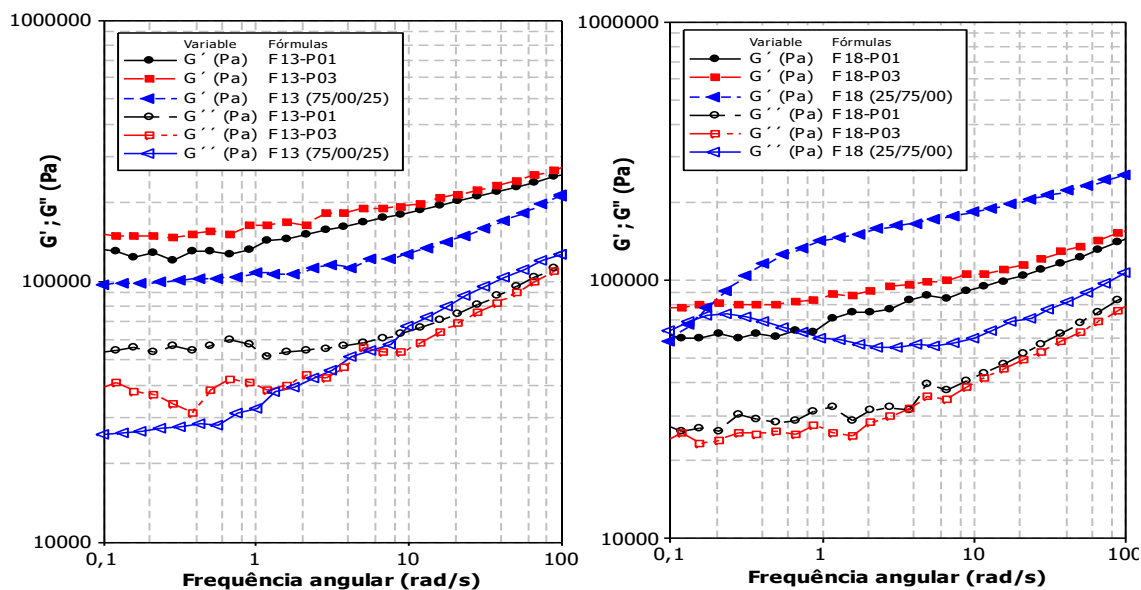 1000000
Variable Fórmulas
G´ (Pa) F13-P01
G´ (Pa) F13-P03
G´ (Pa) F13 (75/00/25)
G´´ (Pa) F13-P01
G´´ (Pa) F13-P03
G´´ (Pa) F13 (75/00/25)
G'; G" (Pa)
100000
10000
0,1 1 10 100
Frequência angular (rad/s)
1000000
Variable Fórmulas
G´ (Pa) F18-P01
G´ (Pa) F18-P03
G´ (Pa) F18 (25/75/00)
G´´ (Pa) F18-P01
G´´ (Pa) F18-P03
G´´ (Pa) F18 (25/75/00)
G'; G" (Pa)
100000
10000
0,1 1 10 100
Frequência angular (rad/s)